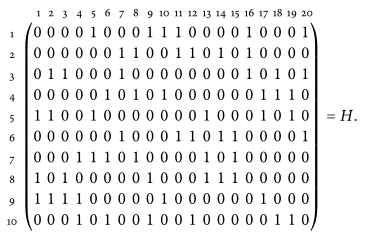 1 2 3 4 5 6 7 8 9 10 11 12 13 14 15 16 17 18 19 20
1 0 0 0 0 1 0 0 0 1 1 1 0 0 0 0 1 0 0 0 1
2 0 0 0 0 0 0 1 1 0 0 1 1 0 1 0 1 0 0 0 0
3 0 1 1 0 0 0 0 1 0 0 0 0 0 0 0 1 0 1 0 1
4 0 0 0 0 0 1 0 1 0 1 0 0 0 0 0 0 1 1 1 0
5 1 1 0 0 1 0 0 0 0 0 0 0 1 0 0 0 1 0 1 0
6 0 0 0 0 0 0 1 0 0 0 1 1 0 1 1 0 0 0 0 1
7 0 0 0 1 1 1 0 1 0 0 0 0 1 0 1 0 0 0 0 0
8 1 0 1 0 0 0 1 0 1 0 0 0 1 1 1 0 0 0 0 0
9 1 1 1 1 0 0 0 0 0 1 0 0 0 0 0 0 1 0 0 0
10 0 0 0 1 0 1 0 0 1 0 0 1 0 0 0 0 0 1 1 0
= H.